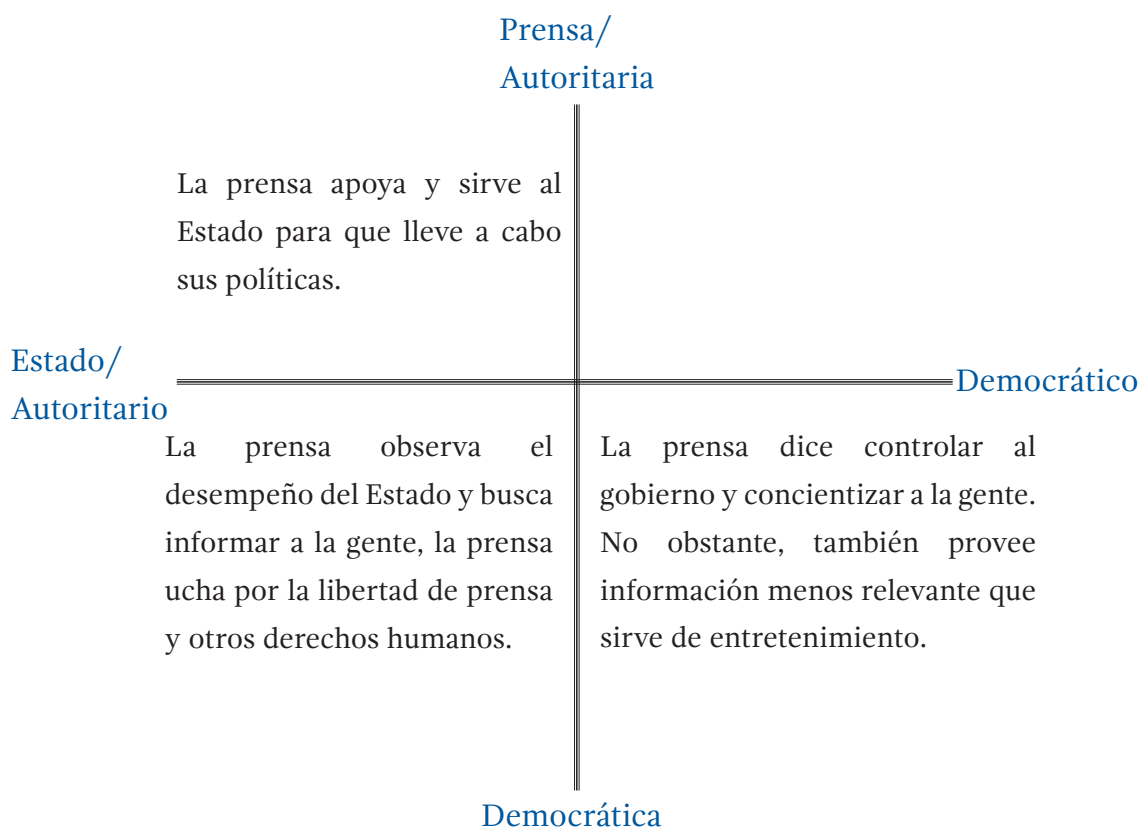 Prensa/
Autoritaria
La prensa apoya y sirve al
Estado para que lleve a cabo
sus políticas.
Estado/
Autoritario
Democrático
La prensa observa el
desempeño del Estado y busca
informar a la gente, la prensa
ucha por la libertad de prensa
y otros derechos humanos.
La prensa dice controlar al
gobierno y concientizar a la gente.
No obstante, también provee
información menos relevante que
sirve de entretenimiento.
Democrática